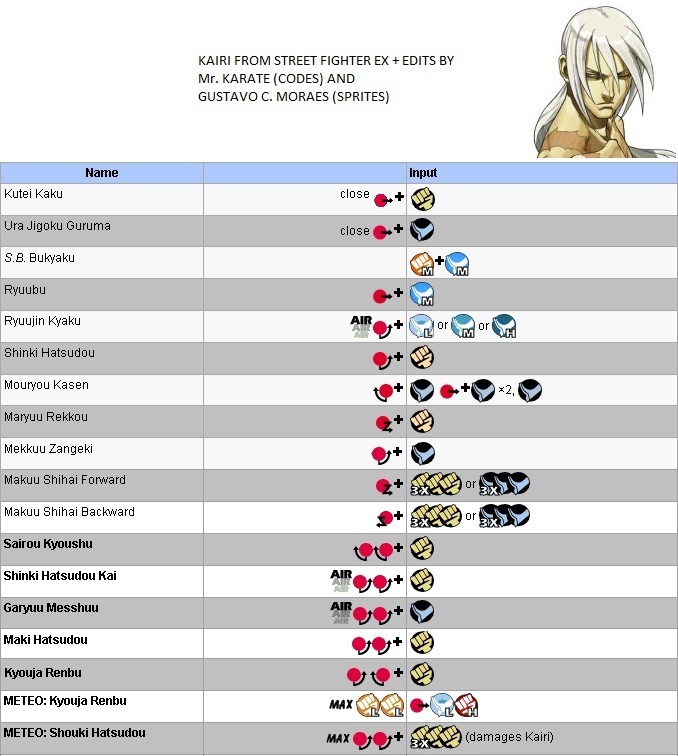 KAIRI FROM STREET FIGHTER EX + EDITS BY
Mr. KARATE (CODES) AND
GUSTAVO C. MORAES (SPRITES)
Name Input
Kutei Kaku close +
Ura Jigoku Guruma close +
S.B. Bukyaku M + M
Ryuubu + M
Ryuujin Kyaku AIR + L or M or H
Shinki Hatsudou +
Mouryou Kasen + + ×2,
Maryuu Rekkou +
Mekkuu Zangeki +
Makuu Shihai Forward + 3X or 3X
Makuu Shihai Backward + 3X or 3X
Sairou Kyoushu +
Shinki Hatsudou Kai AIR +
Garyuu Messhuu AIR +
Maki Hatsudou +
Kyouja Renbu +
METEO: Kyouja Renbu MAX L L L H
METEO: Shouki Hatsudou MAX + 3X (damages Kairi)